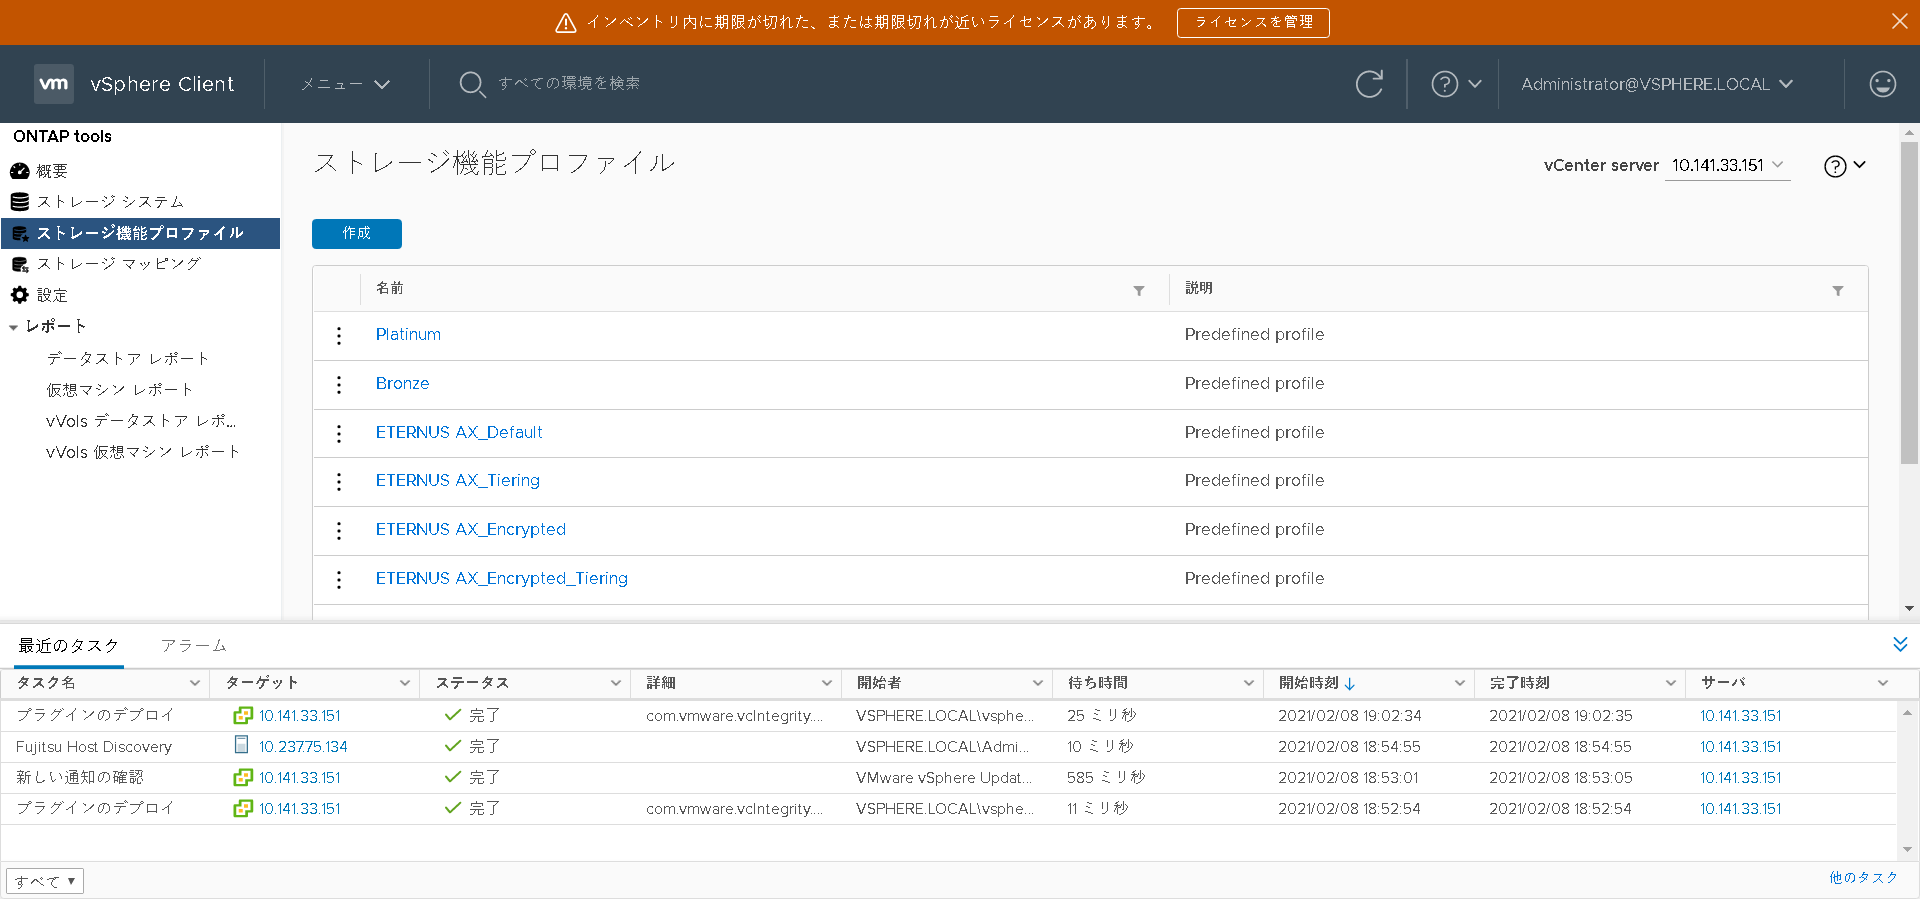 インベントリ内に期限が切れた、または期限切れが近いライセンスがあります。 ライセンスを管理
vm vSphere Client メニュー すべての環境を検索 Administrator@VSPHERE.LOCAL
ONTAP tools
概要
ストレージ システム
ストレージ機能プロファイル
ストレージ マッピング
設定
レポート
データストア レポート
仮想マシン レポート
vVols データストア レポ...
vVols 仮想マシン レポート
ストレージ機能プロファイル
vCenter server 10.141.33.151
作成
名前 説明
Platinum Predefined profile
Bronze Predefined profile
ETERNUS AX_Default Predefined profile
ETERNUS AX_Tiering Predefined profile
ETERNUS AX_Encrypted Predefined profile
ETERNUS AX_Encrypted_Tiering Predefined profile
最近のタスク アラーム
タスク名 ターゲット ステータス 詳細 開始者 待ち時間 開始時刻 完了時刻 サーバ
プラグインのデプロイ 10.141.33.151 完了 com.vmware.vcIntegrity.... VSPHERE.LOCAL\vsphe... 25 ミリ秒 2021/02/08 19:02:34 2021/02/08 19:02:35 10.141.33.151
Fujitsu Host Discovery 10.237.75.134 完了 VSPHERE.LOCAL\Admi... 10 ミリ秒 2021/02/08 18:54:55 2021/02/08 18:54:55 10.141.33.151
新しい通知の確認 10.141.33.151 完了 VMware vSphere Updat... 585 ミリ秒 2021/02/08 18:53:01 2021/02/08 18:53:05 10.141.33.151
プラグインのデプロイ 10.141.33.151 完了 com.vmware.vcIntegrity.... VSPHERE.LOCAL\vsphe... 11 ミリ秒 2021/02/08 18:52:54 2021/02/08 18:52:54 10.141.33.151
すべて 他のタスク